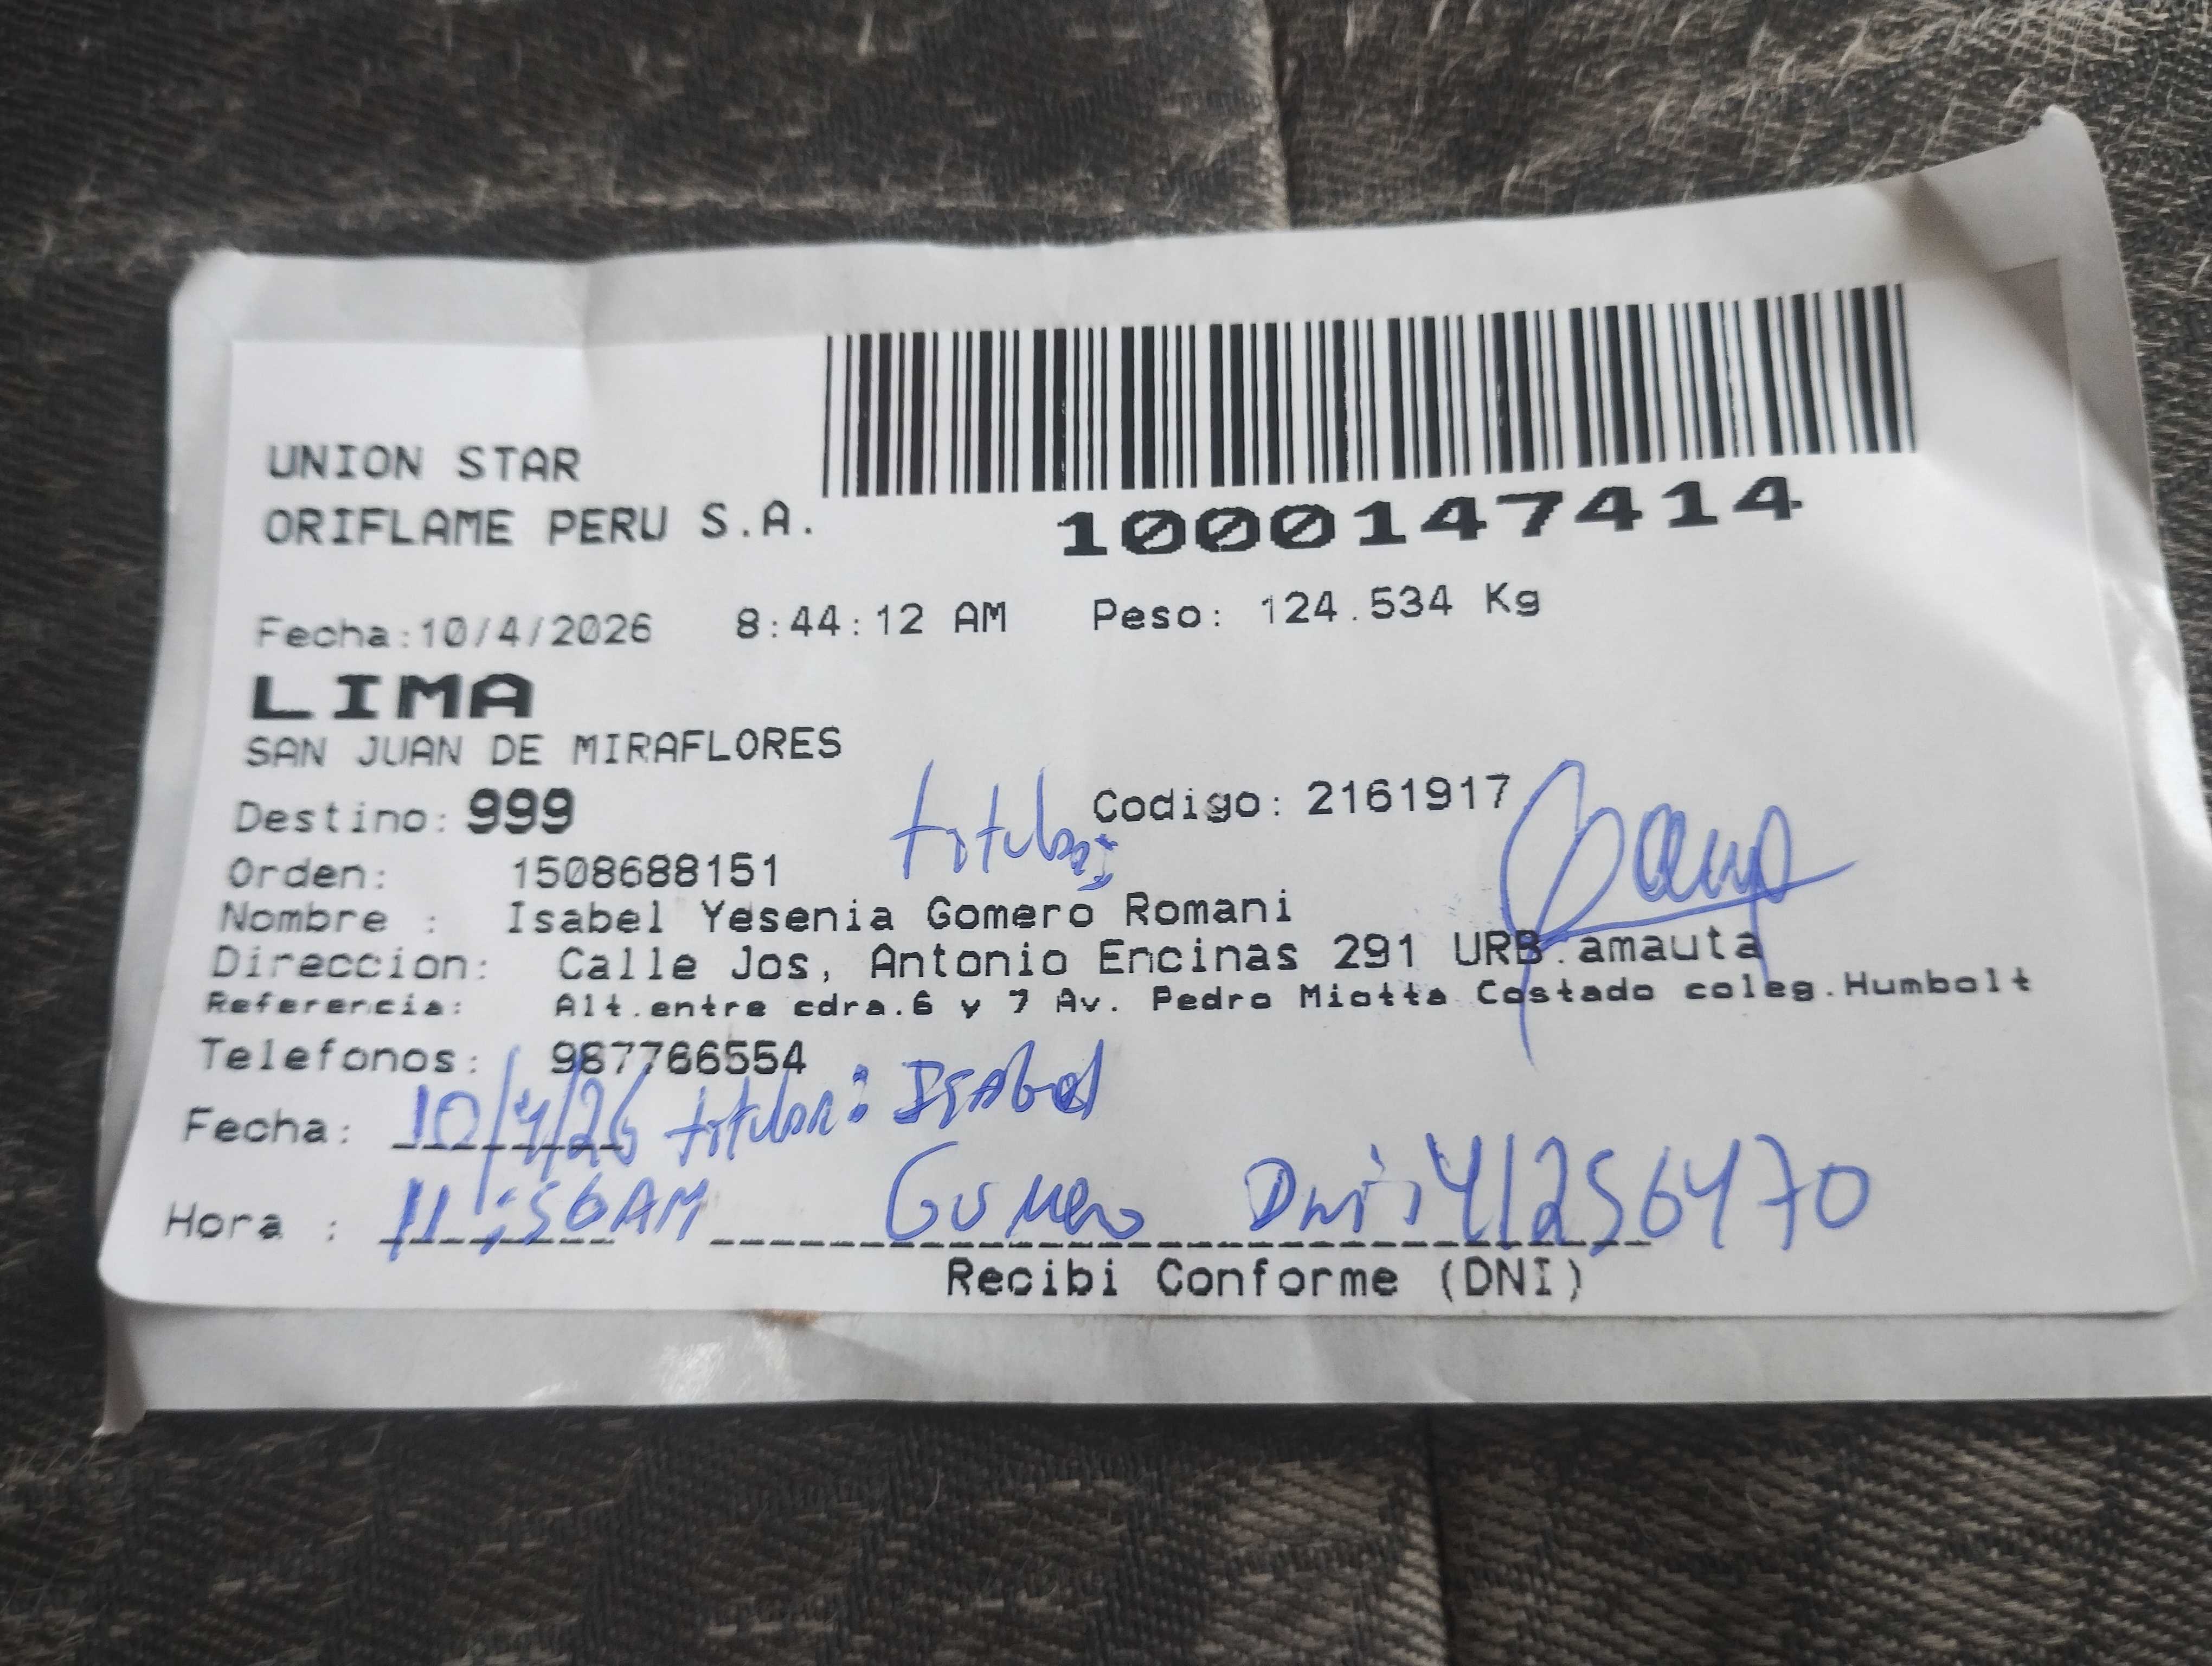 UNION STAR
ORIFLAME PERU S.A.
1000147414
Fecha:10/4/2026 8:44:12 AM Peso: 124.534 Kg
LIMA
SAN JUAN DE MIRAFLORES
Destino: 999 titular Codigo: 2161917
Orden: 1508688151
Nombre : Isabel Yesenia Gomero Romani
Direccion: Calle Jos, Antonio Encinas 291 URB.amauta
Referencia: Alt.entre cdra.6 y 7 Av. Pedro Miotta Costado coleg.Humbolt
Telefonos: 987766554
Fecha: 10/4/26 titular: Isabel
Hora : 11:56 AM Gomero Dni: 41256470
Recibi Conforme (DNI)